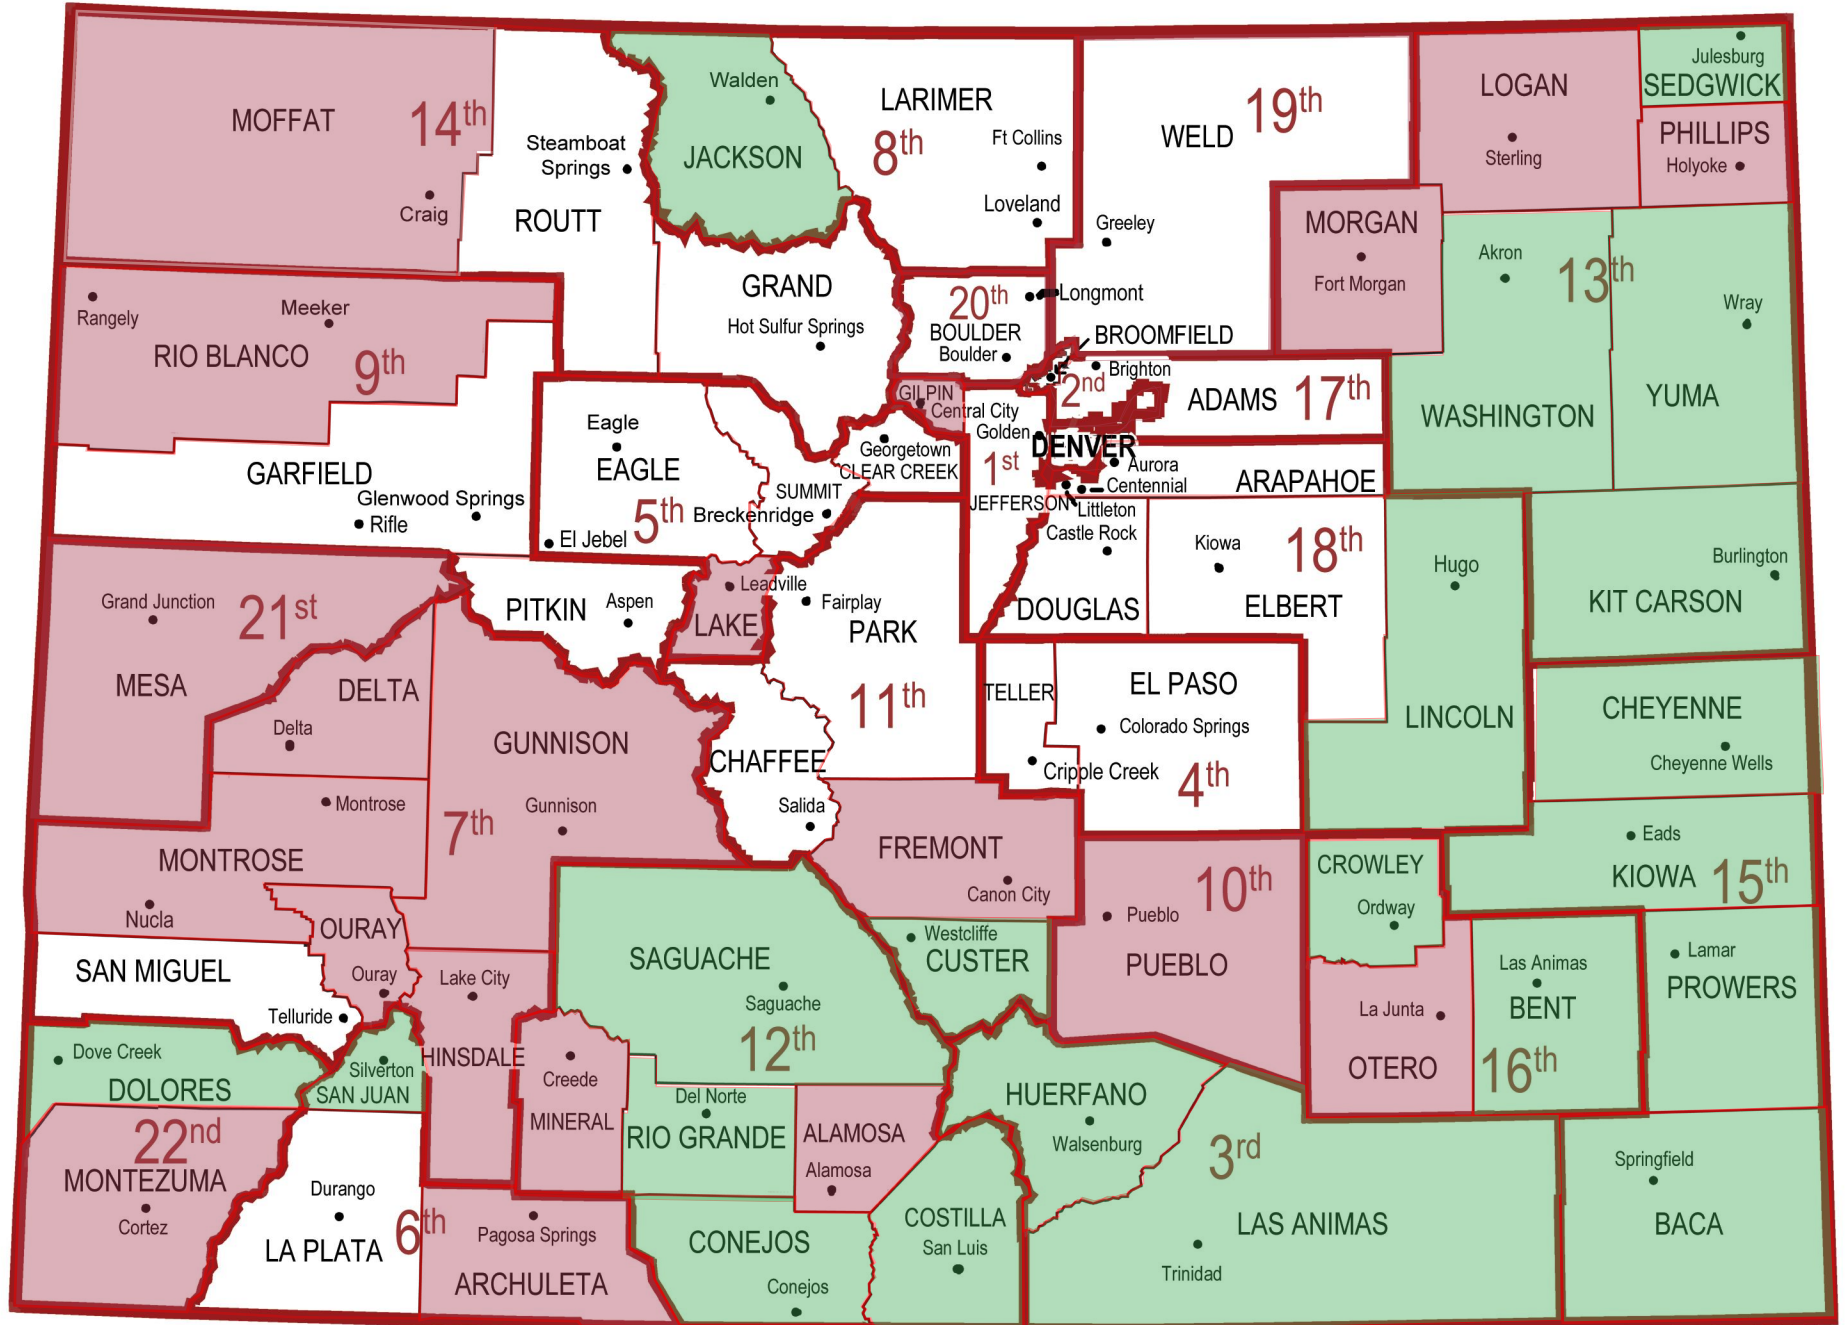 MOFFAT
14th
Craig
Steamboat
Springs
ROUTT
Walden
JACKSON
LARIMER
8th
Ft Collins
Loveland
WELD
19th
Greeley
LOGAN
Sterling
Julesburg
SEDGWICK
PHILLIPS
Holyoke
MORGAN
Fort Morgan
Akron
13th
Wray
WASHINGTON
YUMA
Rangely
Meeker
RIO BLANCO
9th
GRAND
Hot Sulfur Springs
20th
BOULDER
Boulder
Longmont
BROOMFIELD
Brighton
2nd
ADAMS
17th
GILPIN
Central City
Golden
DENVER
1st
Aurora
Centennial
ARAPAHOE
JEFFERSON
Littleton
Castle Rock
DOUGLAS
Georgetown
CLEAR CREEK
Eagle
EAGLE
5th
El Jebel
SUMMIT
Breckenridge
GARFIELD
Glenwood Springs
Rifle
Kiowa
18th
ELBERT
Hugo
LINCOLN
Burlington
KIT CARSON
Grand Junction
21st
MESA
PITKIN
Aspen
Leadville
LAKE
Fairplay
PARK
11th
DELTA
Delta
GUNNISON
Gunnison
7th
CHAFFEE
Salida
TELLER
Cripple Creek
EL PASO
Colorado Springs
4th
CHEYENNE
Cheyenne Wells
Montrose
MONTROSE
Nucla
OURAY
Ouray
FREMONT
Canon City
10th
Pueblo
PUEBLO
CROWLEY
Ordway
Eads
KIOWA
15th
SAN MIGUEL
Telluride
Lake City
HINSDALE
SAGUACHE
Saguache
12th
Westcliffe
CUSTER
La Junta
OTERO
Las Animas
BENT
16th
Lamar
PROWERS
Dove Creek
DOLORES
Silverton
SAN JUAN
Creede
MINERAL
Del Norte
RIO GRANDE
ALAMOSA
Alamosa
HUERFANO
Walsenburg
3rd
22nd
MONTEZUMA
Cortez
Durango
LA PLATA
6th
Pagosa Springs
ARCHULETA
CONEJOS
Conejos
COSTILLA
San Luis
LAS ANIMAS
Trinidad
Springfield
BACA